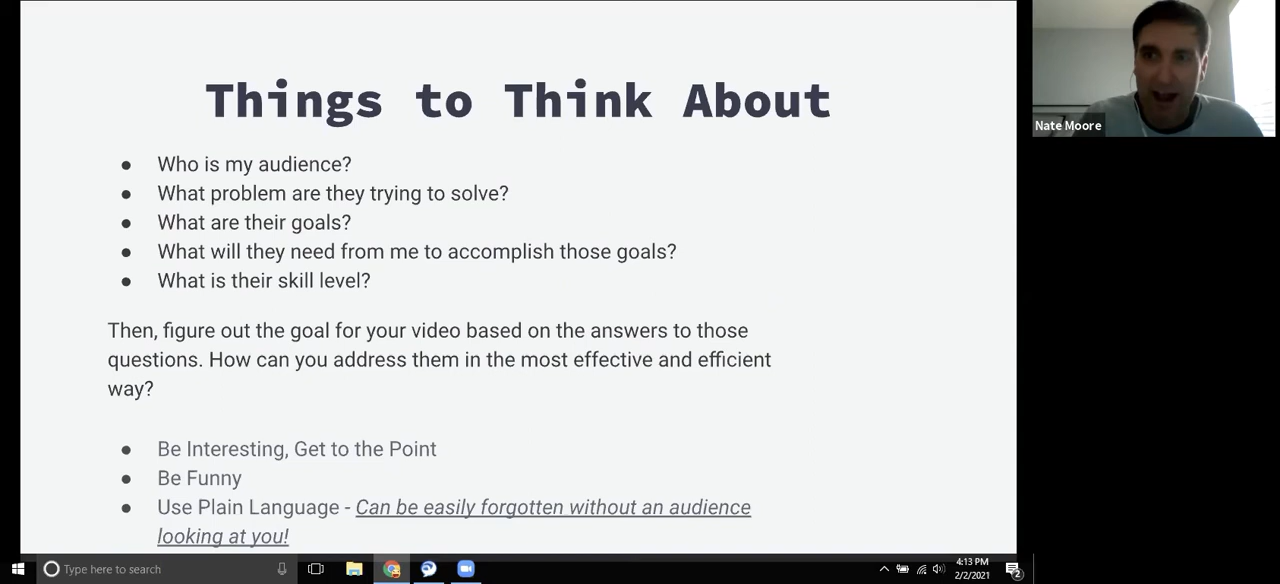 Things to Think About
Who is my audience?
What problem are they trying to solve?
What are their goals?
What will they need from me to accomplish those goals?
What is their skill level?
Then, figure out the goal for your video based on the answers to those
questions. How can you address them in the most effective and efficient
way?
Be Interesting, Get to the Point
Be Funny
Use Plain Language - Can be easily forgotten without an audience
looking at you!
Nate Moore
Type here to search
4:13 PM
2/2/2021
2